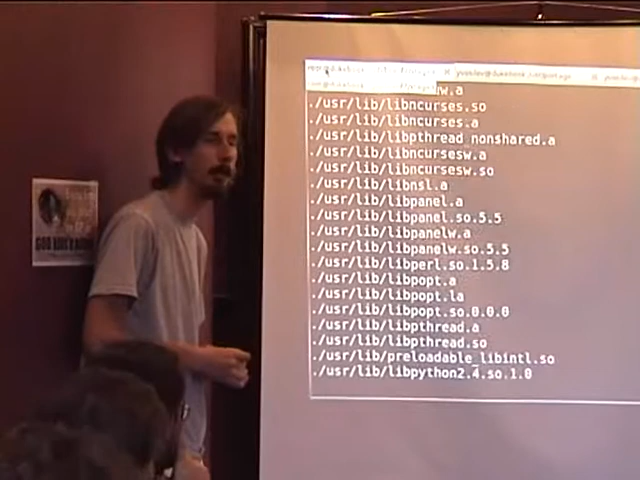 w.a
./usr/lib/libncurses.so
./usr/lib/libncurses.a
./usr/lib/libpthread_nonshared.a
./usr/lib/libncursesw.a
./usr/lib/libncursesw.so
./usr/lib/libnsl.a
./usr/lib/libpanel.a
./usr/lib/libpanel.so.5.5
./usr/lib/libpanelw.a
./usr/lib/libpanelw.so.5.5
./usr/lib/libperl.so.1.5.8
./usr/lib/libpopt.a
./usr/lib/libpopt.la
./usr/lib/libpopt.so.0.0.0
./usr/lib/libpthread.a
./usr/lib/libpthread.so
./usr/lib/preloadable_libintl.so
./usr/lib/libpython2.4.so.1.0